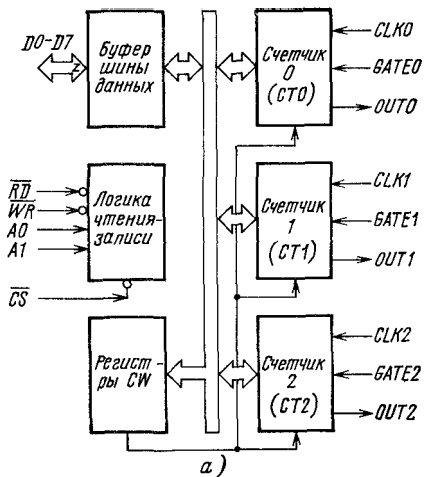 D0-D7
z
Буфер
шины
данных
Счетчик
0
(CT0)
CLK0
GATE0
OUT0
RD
WR
A0
A1
CS
Логика
чтения-
записи
Счетчик
1
(CT1)
CLK1
GATE1
OUT1
Регист-
ры CW
Счетчик
2
(CT2)
CLK2
GATE2
OUT2
а)